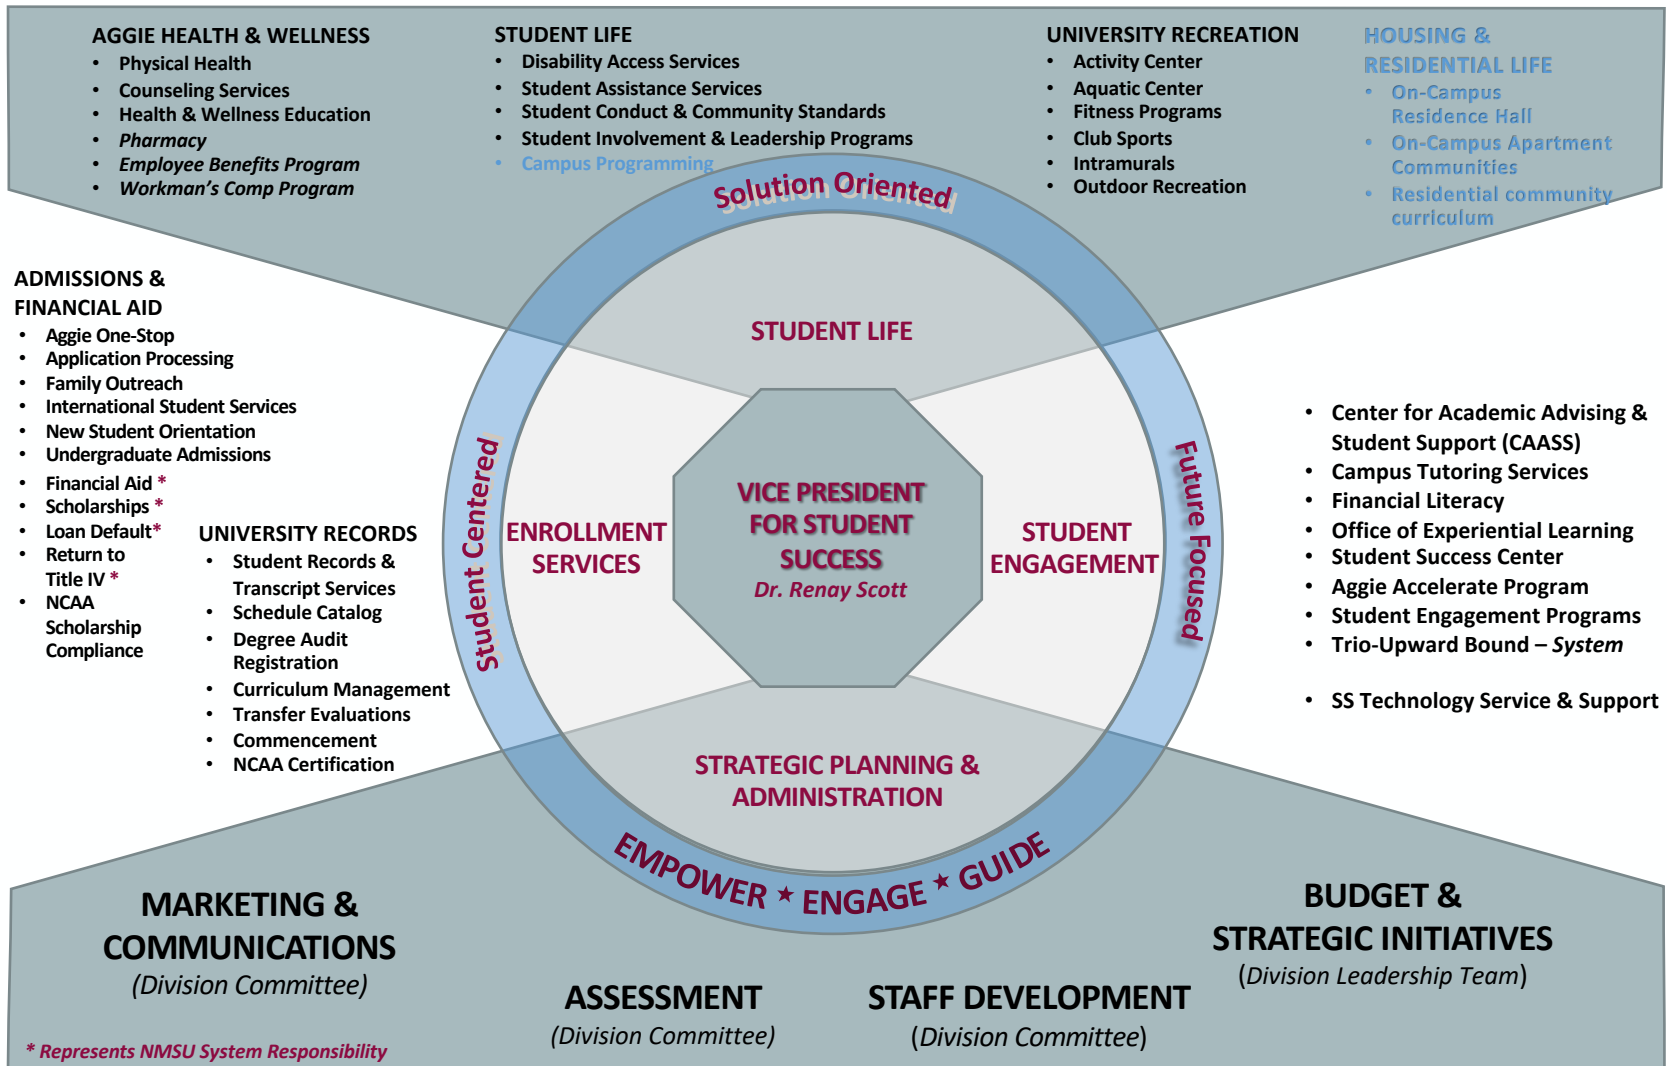 AGGIE HEALTH & WELLNESS
• Physical Health
• Counseling Services
• Health & Wellness Education
• Pharmacy
• Employee Benefits Program
• Workman's Comp Program
STUDENT LIFE
• Disability Access Services
• Student Assistance Services
• Student Conduct & Community Standards
• Student Involvement & Leadership Programs
• Campus Programming
UNIVERSITY RECREATION
• Activity Center
• Aquatic Center
• Fitness Programs
• Club Sports
• Intramurals
• Outdoor Recreation
HOUSING &
RESIDENTIAL LIFE
• On-Campus
Residence Hall
• On-Campus Apartment
Communities
• Residential community
curriculum
ADMISSIONS &
FINANCIAL AID
• Aggie One-Stop
• Application Processing
• Family Outreach
• International Student Services
• New Student Orientation
• Undergraduate Admissions
• Financial Aid *
• Scholarships *
• Loan Default*
• Return to
Title IV *
• NCAA
Scholarship
Compliance
UNIVERSITY RECORDS
• Student Records &
Transcript Services
• Schedule Catalog
• Degree Audit
Registration
• Curriculum Management
• Transfer Evaluations
• Commencement
• NCAA Certification
Solution Oriented
Student Centered
Future Focused
EMPOWER * ENGAGE * GUIDE
STUDENT LIFE
ENROLLMENT
SERVICES
VICE PRESIDENT
FOR STUDENT
SUCCESS
Dr. Renay Scott
STUDENT
ENGAGEMENT
STRATEGIC PLANNING &
ADMINISTRATION
• Center for Academic Advising &
Student Support (CAASS)
• Campus Tutoring Services
• Financial Literacy
• Office of Experiential Learning
• Student Success Center
• Aggie Accelerate Program
• Student Engagement Programs
• Trio-Upward Bound – System
• SS Technology Service & Support
MARKETING &
COMMUNICATIONS
(Division Committee)
ASSESSMENT
(Division Committee)
STAFF DEVELOPMENT
(Division Committee)
BUDGET &
STRATEGIC INITIATIVES
(Division Leadership Team)
* Represents NMSU System Responsibility